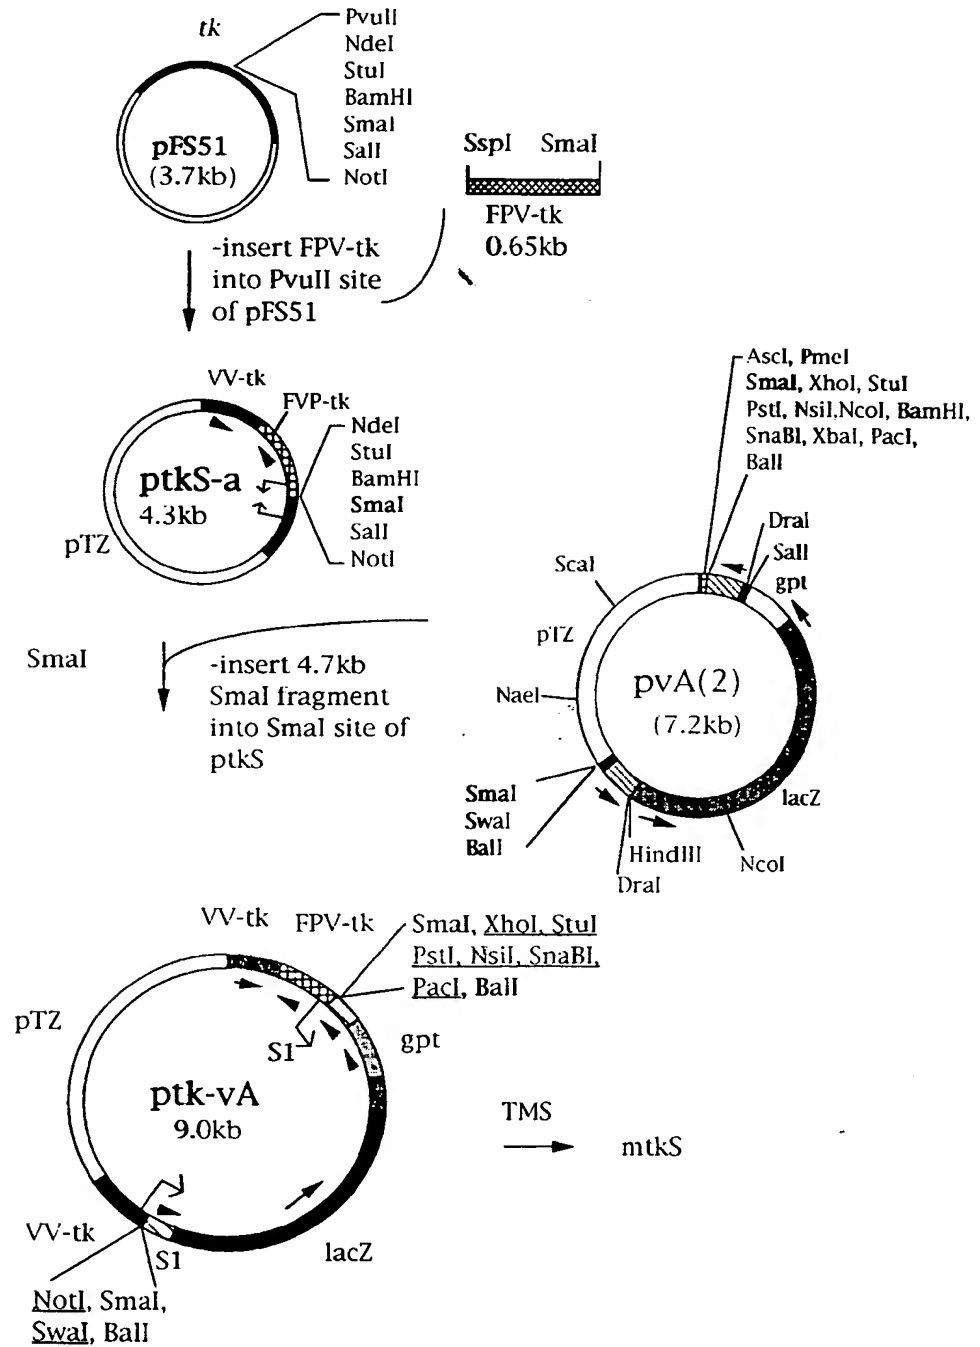 tk
PvuII
NdeI
StuI
BamHI
SmaI
SalI
NotI
pFS51
(3.7kb)
SspI SmaI
FPV-tk
0.65kb
-insert FPV-tk
into PvuII site
of pFS51
VV-tk
FVP-tk
NdeI
StuI
BamHI
SmaI
SalI
NotI
ptkS-a
4.3kb
pTZ
SmaI
-insert 4.7kb
SmaI fragment
into SmaI site of
ptkS
AscI, PmeI
SmaI, XhoI, StuI
PstI, NsiI,NcoI, BamHI,
SnaBI, XbaI, PacI,
BalI
DraI
SalI
gpt
ScaI
pTZ
NaeI
pvA(2)
(7.2kb)
SmaI
SwaI
BalI
lacZ
HindIII
NcoI
DraI
VV-tk FPV-tk
SmaI, XhoI, StuI
PstI, NsiI, SnaBI,
PacI, BalI
pTZ
S1
gpt
ptk-vA
9.0kb
TMS
mtkS
VV-tk
S1
lacZ
NotI, SmaI,
SwaI, BalI